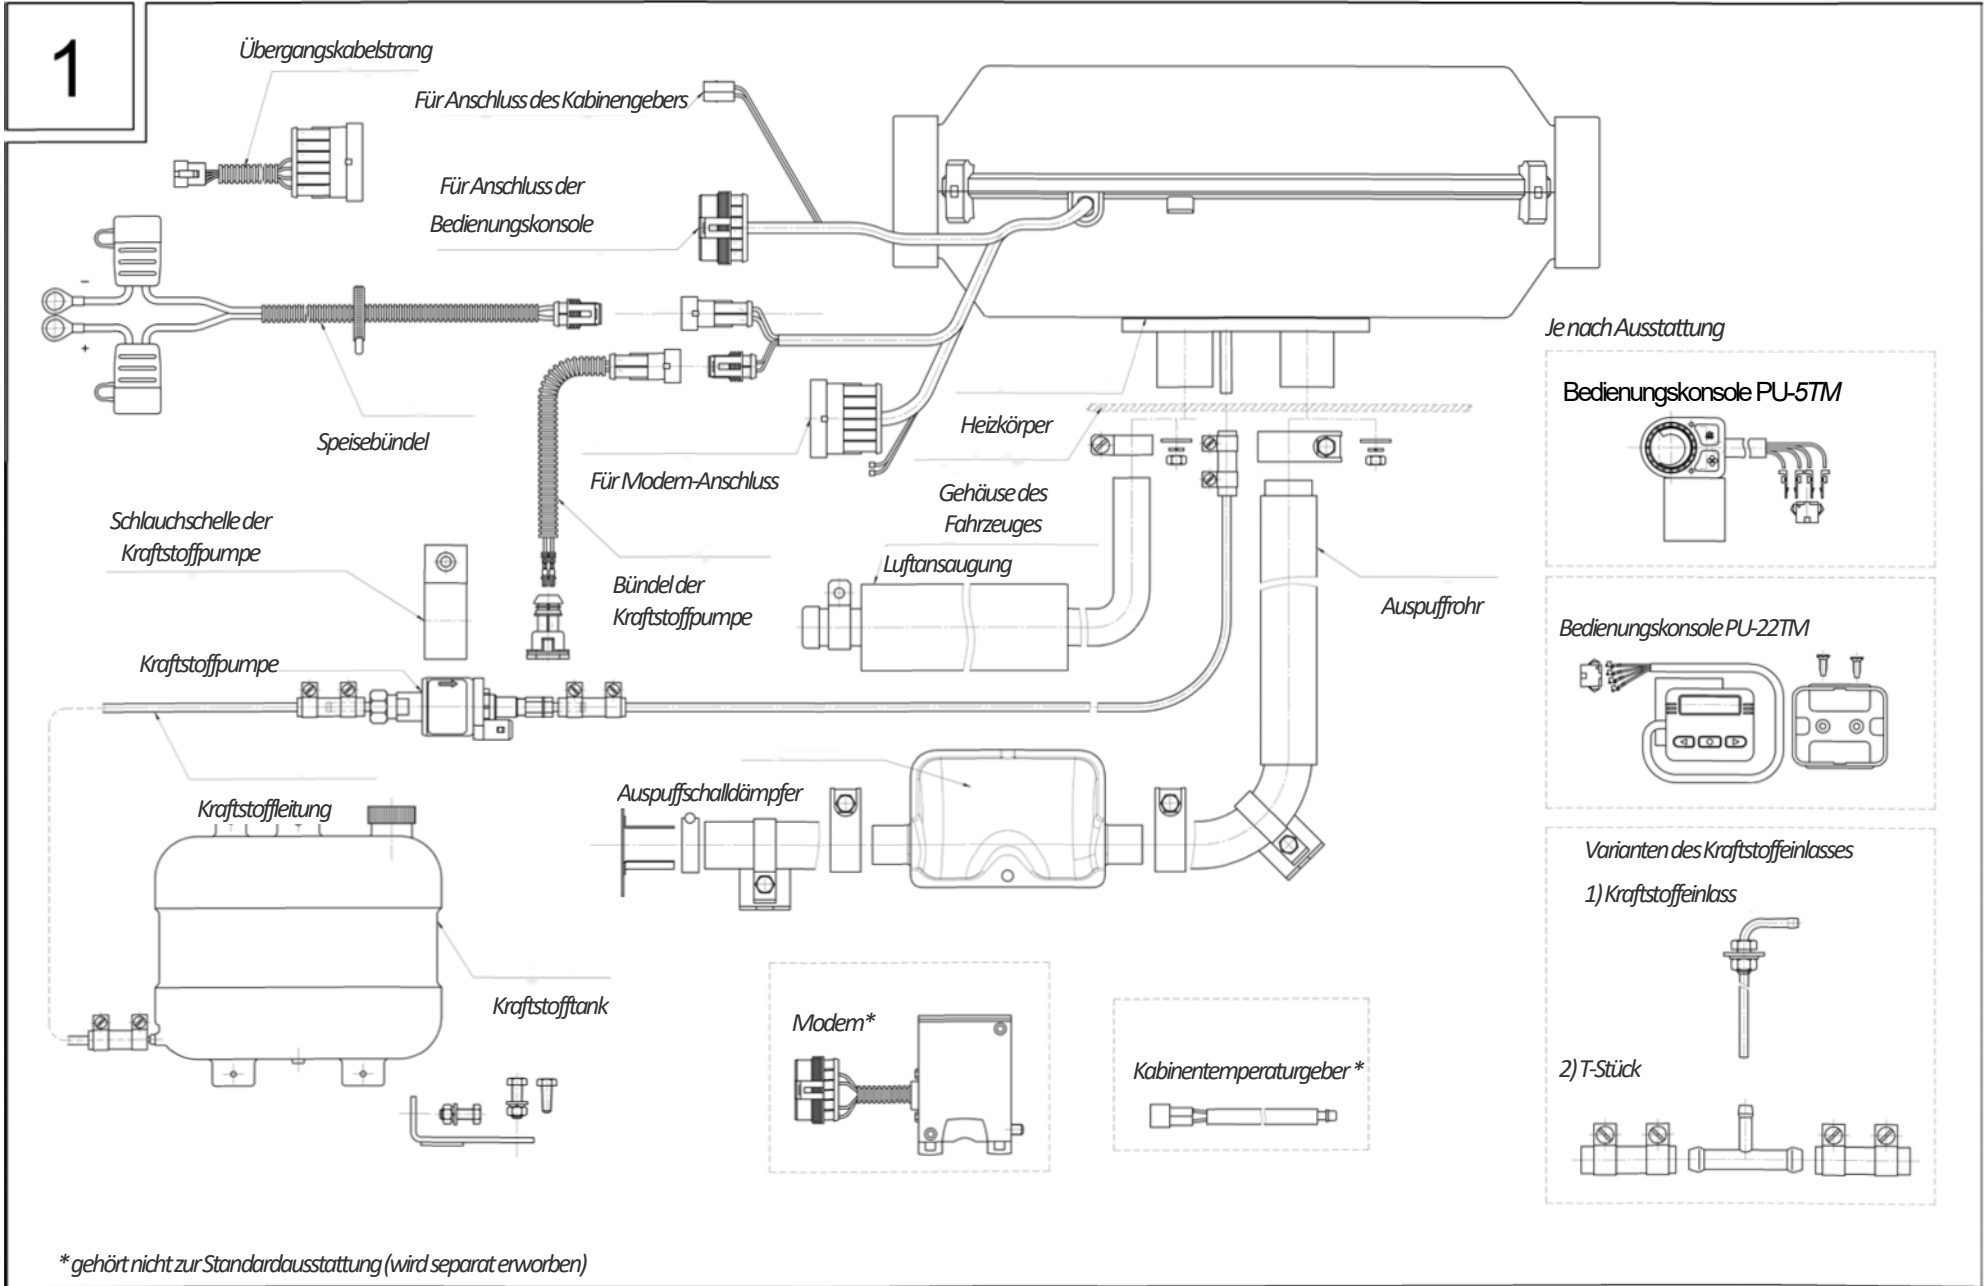 1
Übergangskabelstrang
Für Anschluss des Kabinengebers
Für Anschluss der
Bedienungskonsole
−
+
Speisebündel
Für Modem-Anschluss
Heizkörper
Gehäuse des
Fahrzeuges
Luftansaugung
Schlauchschelle der
Kraftstoffpumpe
Bündel der
Kraftstoffpumpe
Auspuffrohr
Kraftstoffpumpe
Kraftstoffleitung
Auspuffschalldämpfer
Kraftstofftank
Modem*
Kabinentemperaturgeber *
Je nach Ausstattung
Bedienungskonsole PU-5TM
Bedienungskonsole PU-22TM
Varianten des Kraftstoffeinlasses
1) Kraftstoffeinlass
2) T-Stück
* gehört nicht zur Standardausstattung (wird separat erworben)